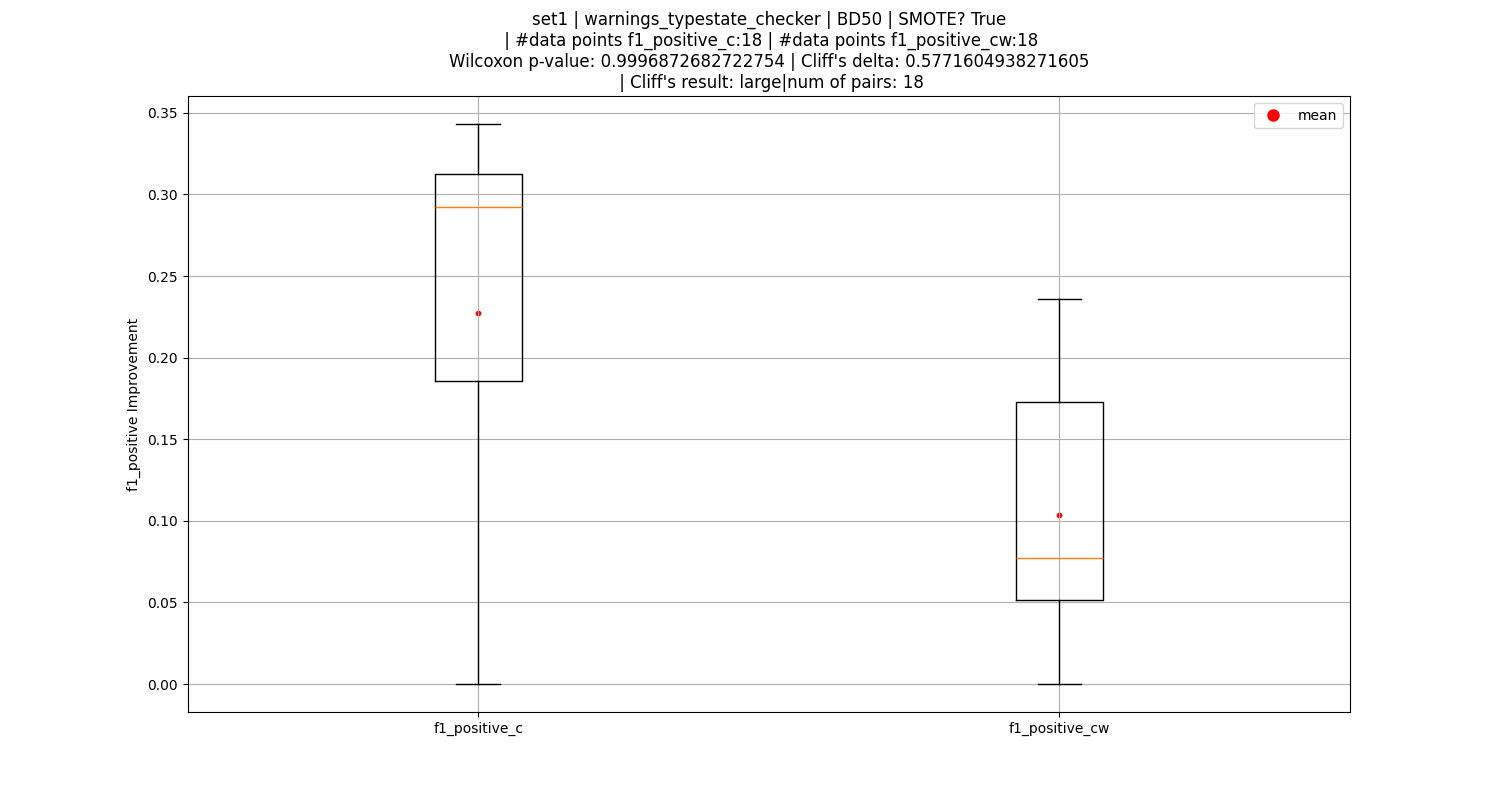 set1 | warnings_typestate_checker | BD50 | SMOTE? True
| #data points f1_positive_c:18 | #data points f1_positive_cw:18
Wilcoxon p-value: 0.9996872682722754 | Cliff's delta: 0.5771604938271605
| Cliff's result: large|num of pairs: 18
mean
0.35
0.30
0.25
0.20
0.15
0.10
0.05
0.00
f1_positive Improvement
f1_positive_c
f1_positive_cw